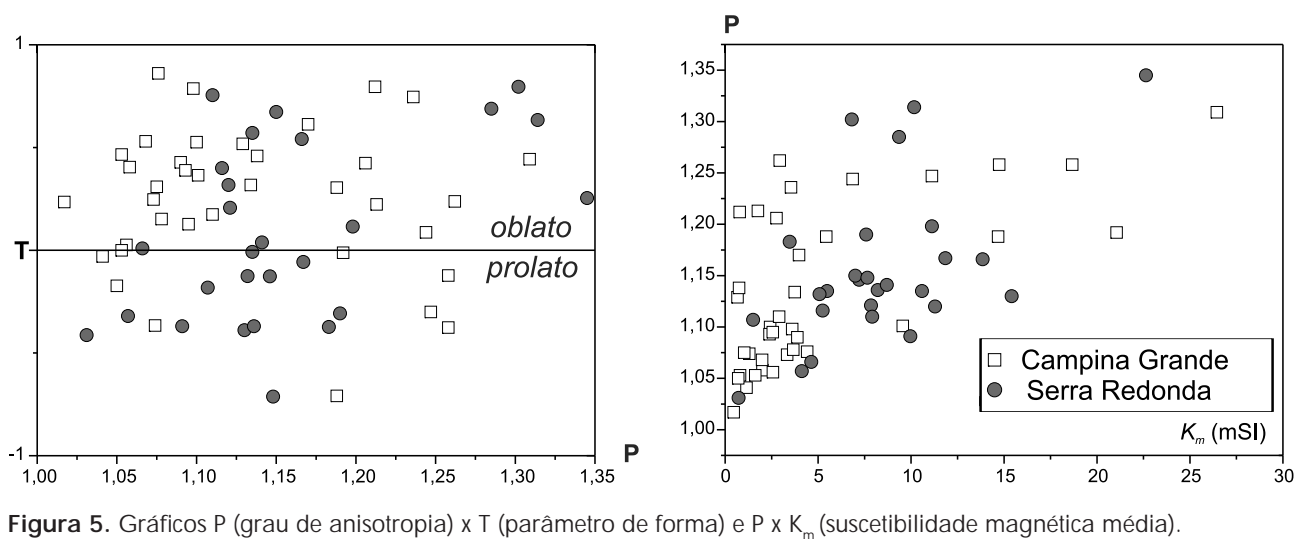 1
T
-1
oblato
prolato
P
1,00 1,05 1,10 1,15 1,20 1,25 1,30 1,35
P
1,35
1,30
1,25
1,20
1,15
1,10
1,05
1,00
Campina Grande
Serra Redonda
Km (mSI)
0 5 10 15 20 25 30
Figura 5. Gráficos P (grau de anisotropia) x T (parâmetro de forma) e P x Km (suscetibilidade magnética média).